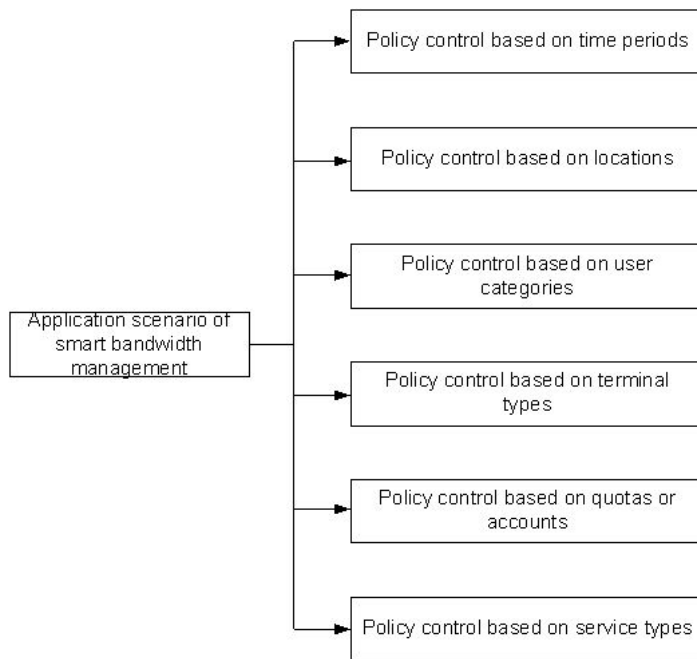 Policy control based on time periods
Policy control based on locations
Policy control based on user
categories
Application scenario of
smart bandwidth
management
Policy control based on terminal
types
Policy control based on quotas or
accounts
Policy control based on service types